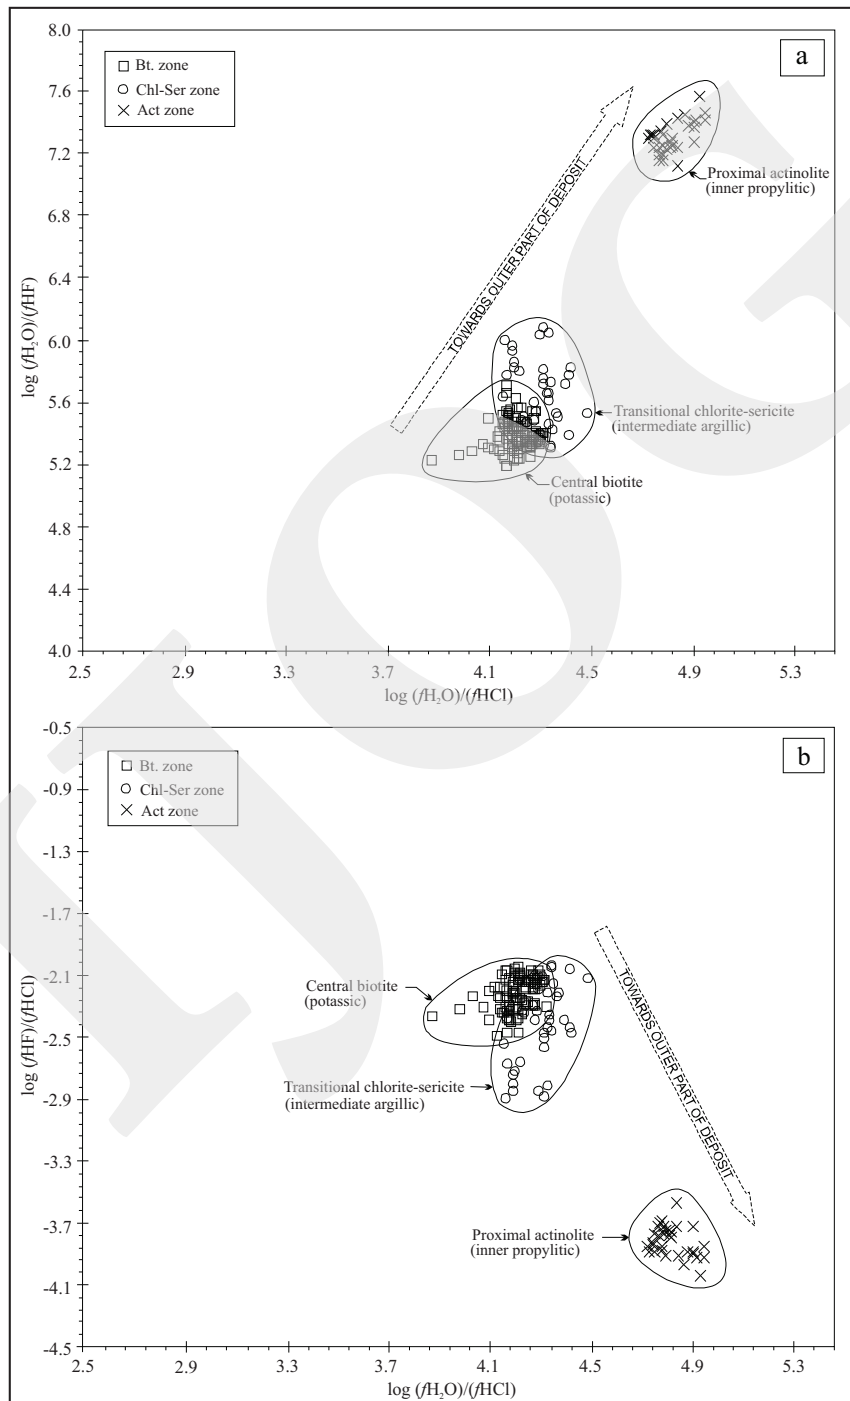 a
Bt. zone
Chl-Ser zone
Act zone
TOWARDS OUTER PART OF DEPOSIT
Proximal actinolite
(inner propylitic)
Transitional chlorite-sericite
(intermediate argillic)
Central biotite
(potassic)
log (fH₂O)/(fHF)
8.0
7.6
7.2
6.8
6.4
6.0
5.6
5.2
4.8
4.4
4.0
2.5 2.9 3.3 3.7 4.1 4.5 4.9 5.3
log (fH₂O)/(fHCl)
b
Bt. zone
Chl-Ser zone
Act zone
TOWARDS OUTER PART OF DEPOSIT
Central biotite
(potassic)
Transitional chlorite-sericite
(intermediate argillic)
Proximal actinolite
(inner propylitic)
log (fHF)/(fHCl)
-0.5
-0.9
-1.3
-1.7
-2.1
-2.5
-2.9
-3.3
-3.7
-4.1
-4.5
2.5 2.9 3.3 3.7 4.1 4.5 4.9 5.3
log (fH₂O)/(fHCl)
IJOG